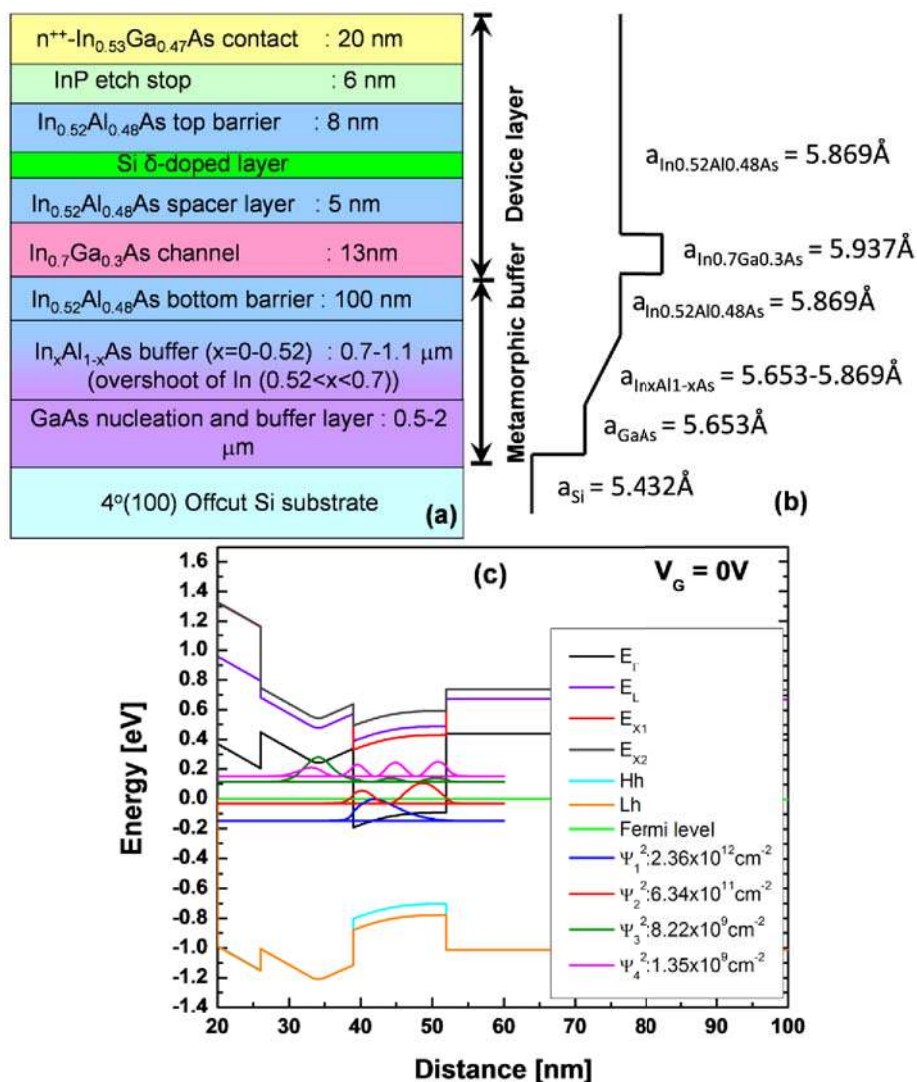 n++-In0.53Ga0.47As contact : 20 nm
InP etch stop : 6 nm
In0.52Al0.48As top barrier : 8 nm
Si δ-doped layer
In0.52Al0.48As spacer layer : 5 nm
In0.7Ga0.3As channel : 13nm
In0.52Al0.48As bottom barrier : 100 nm
InxAl1-xAs buffer (x=0-0.52) : 0.7-1.1 μm
(overshoot of In (0.52<x<0.7))
GaAs nucleation and buffer layer : 0.5-2
μm
4o(100) Offcut Si substrate
(a)
Device layer
Metamorphic buffer
aIn0.52Al0.48As = 5.869Å
aIn0.7Ga0.3As = 5.937Å
aIn0.52Al0.48As = 5.869Å
aInxAl1-xAs = 5.653-5.869Å
aGaAs = 5.653Å
aSi = 5.432Å
(b)
(c)
VG = 0V
Energy [eV]
1.6
1.4
1.2
1.0
0.8
0.6
0.4
0.2
0.0
-0.2
-0.4
-0.6
-0.8
-1.0
-1.2
-1.4
EΓ
EL
EX1
EX2
Hh
Lh
Fermi level
Ψ1²:2.36x10¹²cm⁻²
Ψ2²:6.34x10¹¹cm⁻²
Ψ3²:8.22x10⁹cm⁻²
Ψ4²:1.35x10⁹cm⁻²
20 30 40 50 60 70 80 90 100
Distance [nm]